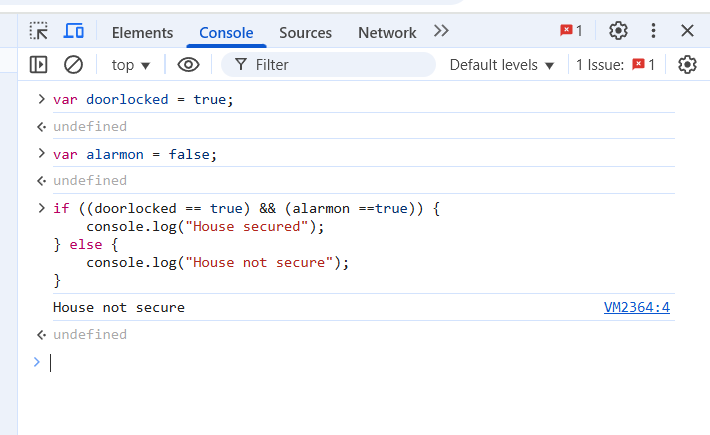 Elements Console Sources Network 1
top Filter Default levels 1 Issue: 1
> var doorlocked = true;
undefined
> var alarmon = false;
undefined
> if ((doorlocked == true) && (alarmon ==true)) {
    console.log("House secured");
} else {
    console.log("House not secure");
}
House not secure VM2364:4
undefined
>